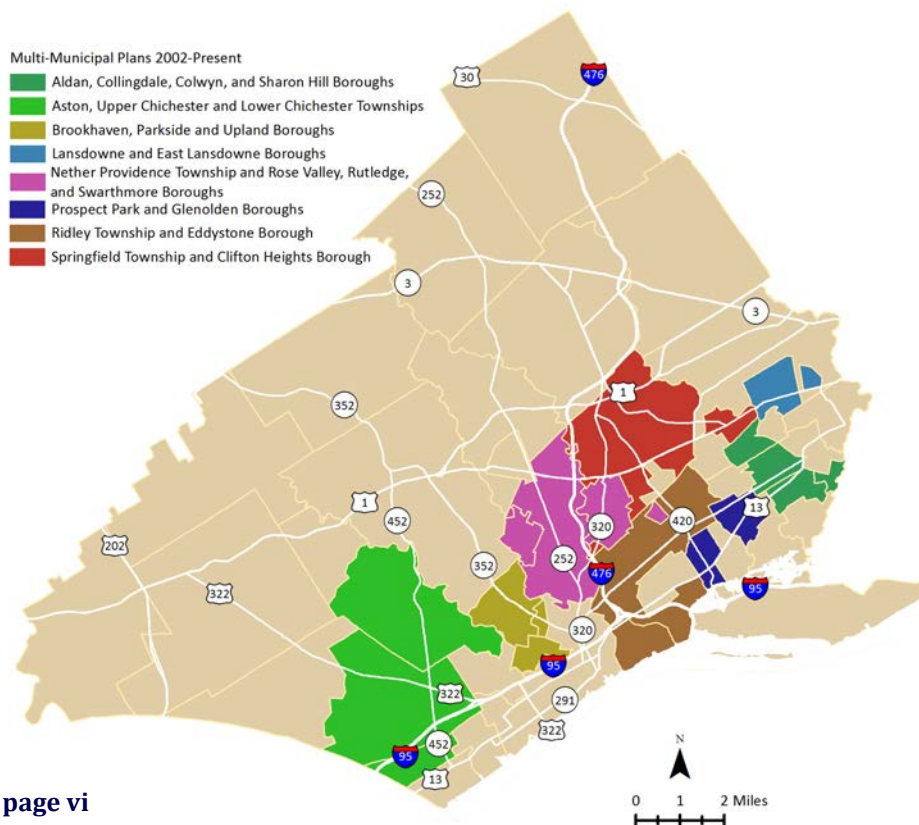 Multi-Municipal Plans 2002-Present
Aldan, Collingdale, Colwyn, and Sharon Hill Boroughs
Aston, Upper Chichester and Lower Chichester Townships
Brookhaven, Parkside and Upland Boroughs
Lansdowne and East Lansdowne Boroughs
Nether Providence Township and Rose Valley, Rutledge,
and Swarthmore Boroughs
Prospect Park and Glenolden Boroughs
Ridley Township and Eddystone Borough
Springfield Township and Clifton Heights Borough
30
476
252
3
3
1
352
1
452
13
420
320
202
252
352
476
95
322
320
95
322
291
322
452
95
13
N
0 1 2 Miles
page vi